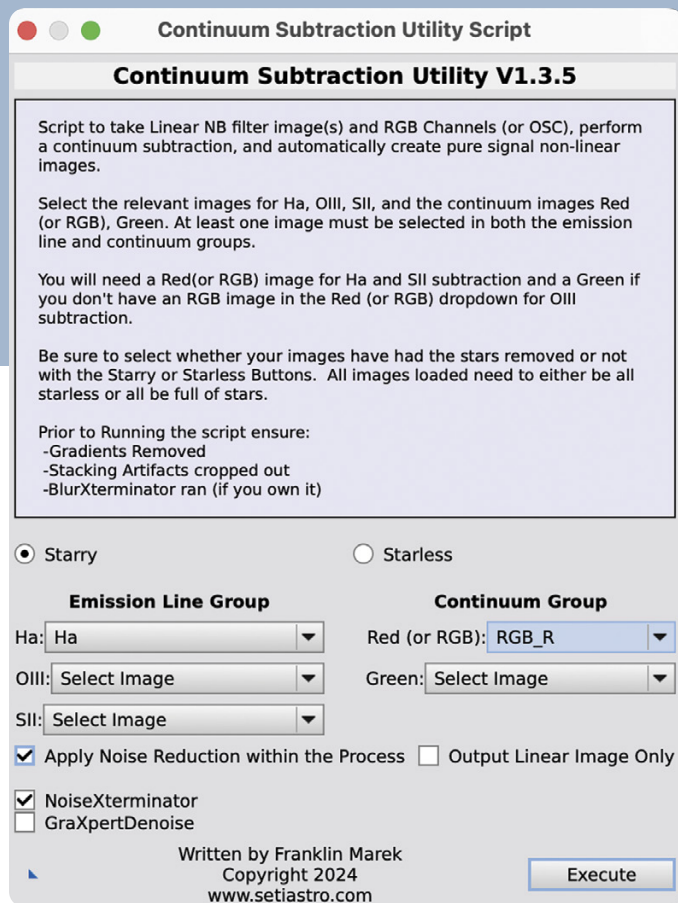 Continuum Subtraction Utility Script
Continuum Subtraction Utility V1.3.5
Script to take Linear NB filter image(s) and RGB Channels (or OSC), perform
a continuum subtraction, and automatically create pure signal non-linear
images.
Select the relevant images for Ha, OIII, SII, and the continuum images Red
(or RGB), Green. At least one image must be selected in both the emission
line and continuum groups.
You will need a Red(or RGB) image for Ha and SII subtraction and a Green if
you don't have an RGB image in the Red (or RGB) dropdown for OIII
subtraction.
Be sure to select whether your images have had the stars removed or not
with the Starry or Starless Buttons.  All images loaded need to either be all
starless or all be full of stars.
Prior to Running the script ensure:
-Gradients Removed
-Stacking Artifacts cropped out
-BlurXterminator ran (if you own it)
Starry Starless
Emission Line Group Continuum Group
Ha: Ha Red (or RGB): RGB_R
OIII: Select Image Green: Select Image
SII: Select Image
Apply Noise Reduction within the Process Output Linear Image Only
NoiseXterminator
GraXpertDenoise
Written by Franklin Marek
Copyright 2024 Execute
www.setiastro.com